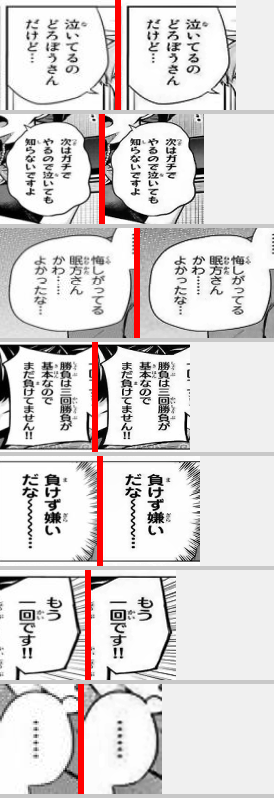 泣いてるの
どろぼうさん
だけど…
泣いてるの
どろぼうさん
だけど…
次はガチで
やるので泣いても
知らないですよ
次はガチで
やるので泣いても
知らないですよ
悔しがってる
眠方さん
かわ……
よかったな…
悔しがってる
眠方さん
かわ……
よかったな…
勝負は三回勝負が
基本なので
まだ負けてません!!
勝負は三回勝負が
基本なので
まだ負けてません!!
負けず嫌い
だな〜〜〜〜
負けず嫌い
だな〜〜〜〜
もう
一回です!!
もう
一回です!!
……
……